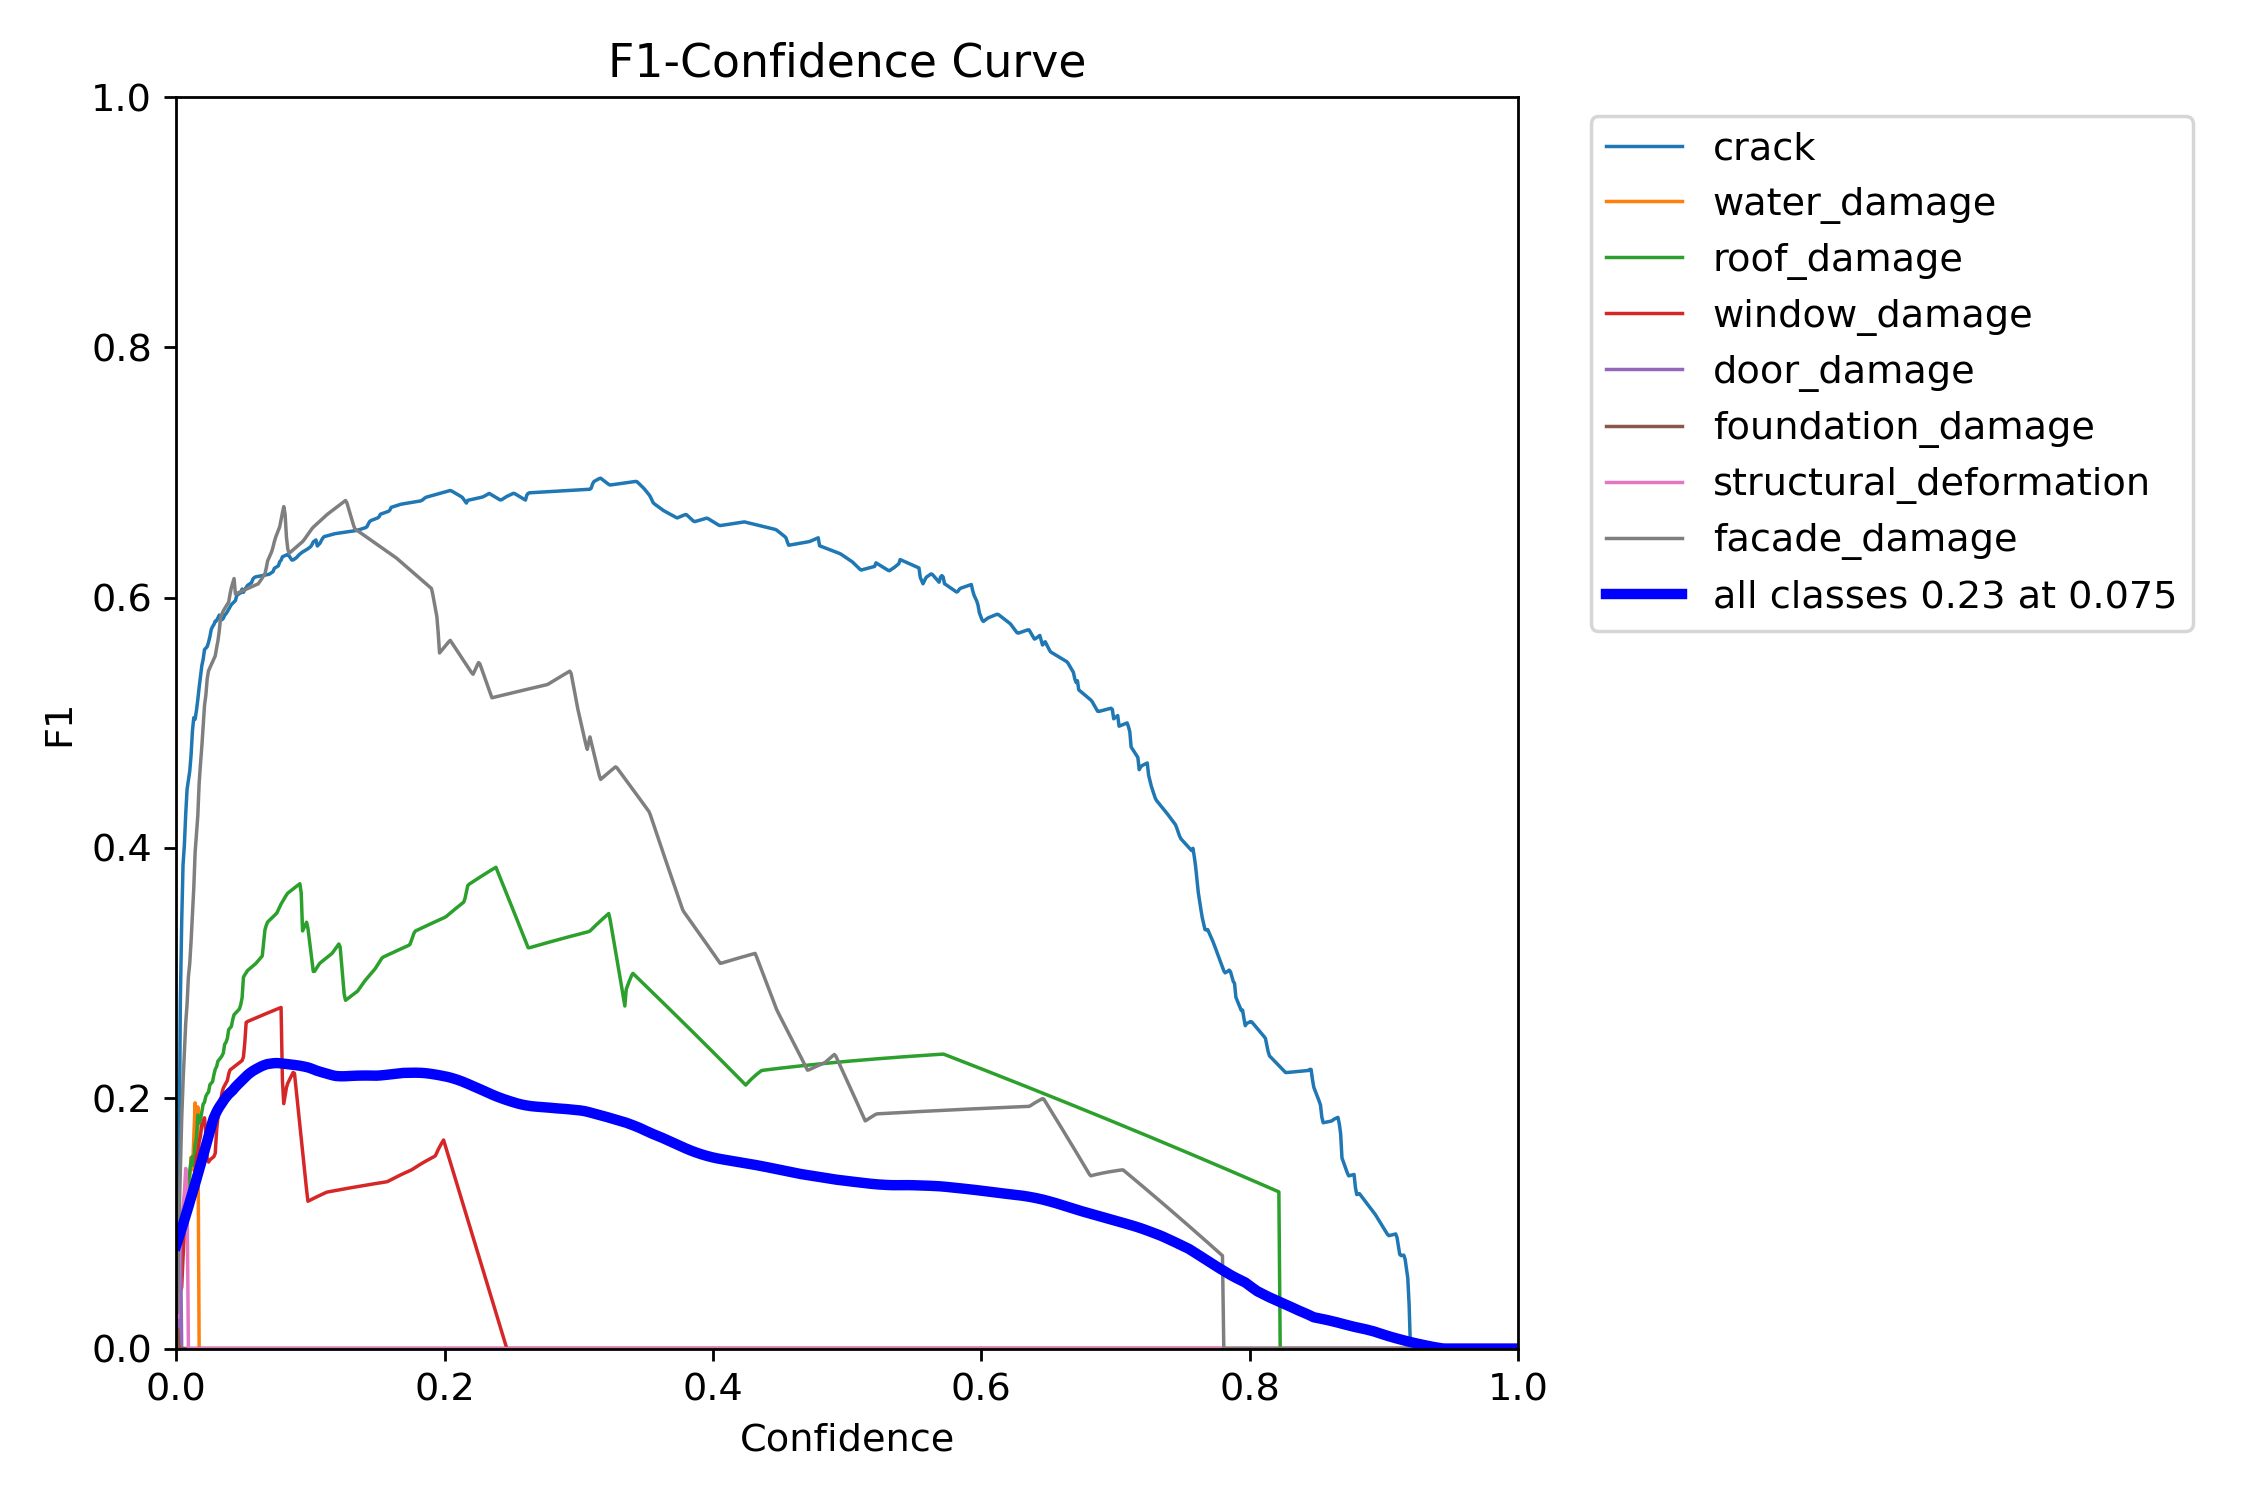 F1-Confidence Curve
1.0
0.8
0.6
0.4
0.2
0.0
F1
0.0 0.2 0.4 0.6 0.8 1.0
Confidence
crack
water_damage
roof_damage
window_damage
door_damage
foundation_damage
structural_deformation
facade_damage
all classes 0.23 at 0.075